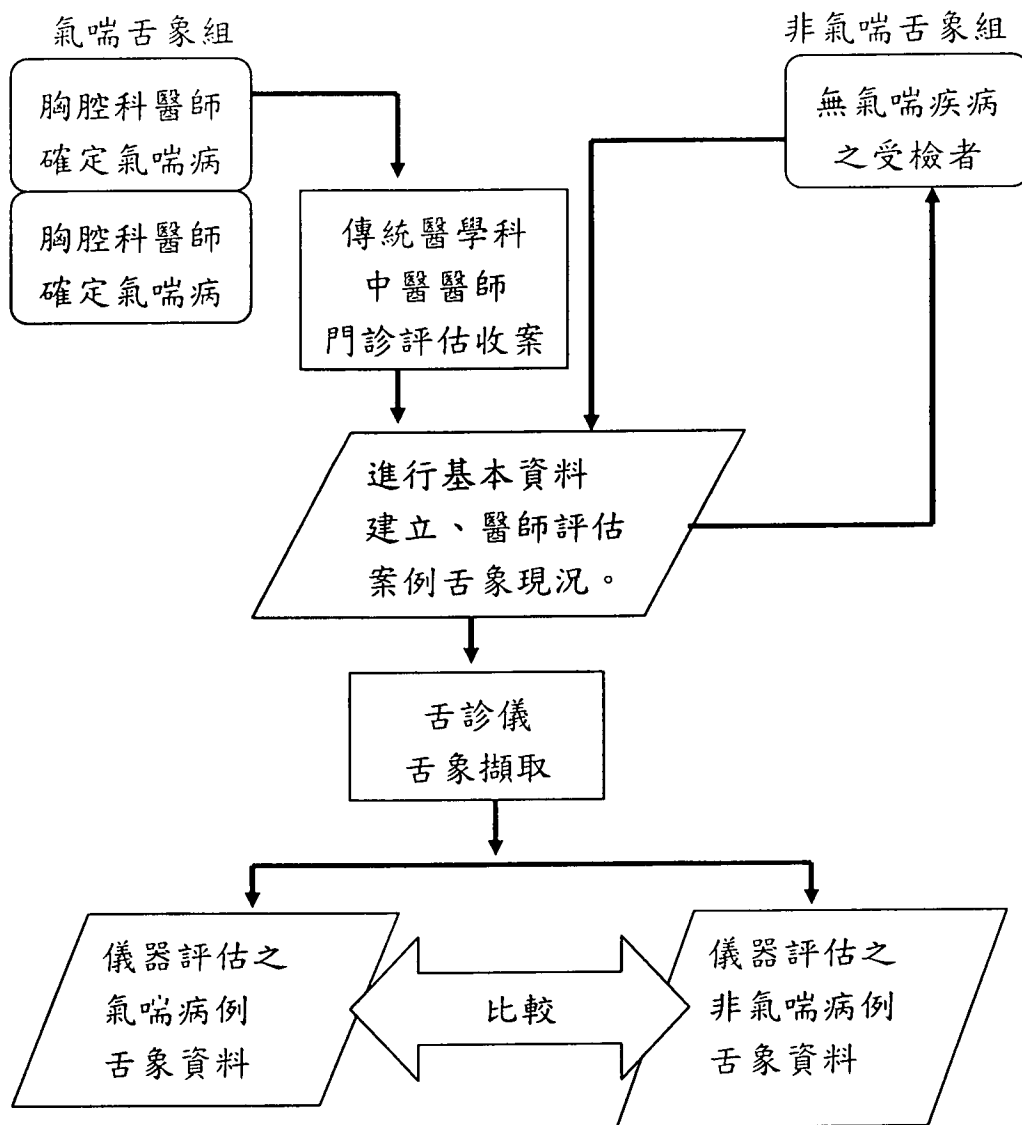 氣喘舌象組
非氣喘舌象組
胸腔科醫師
確定氣喘病
胸腔科醫師
確定氣喘病
無氣喘疾病
之受檢者
傳統醫學科
中醫醫師
門診評估收案
進行基本資料
建立、醫師評估
案例舌象現況。
舌診儀
舌象擷取
儀器評估之
氣喘病例
舌象資料
比較
儀器評估之
非氣喘病例
舌象資料